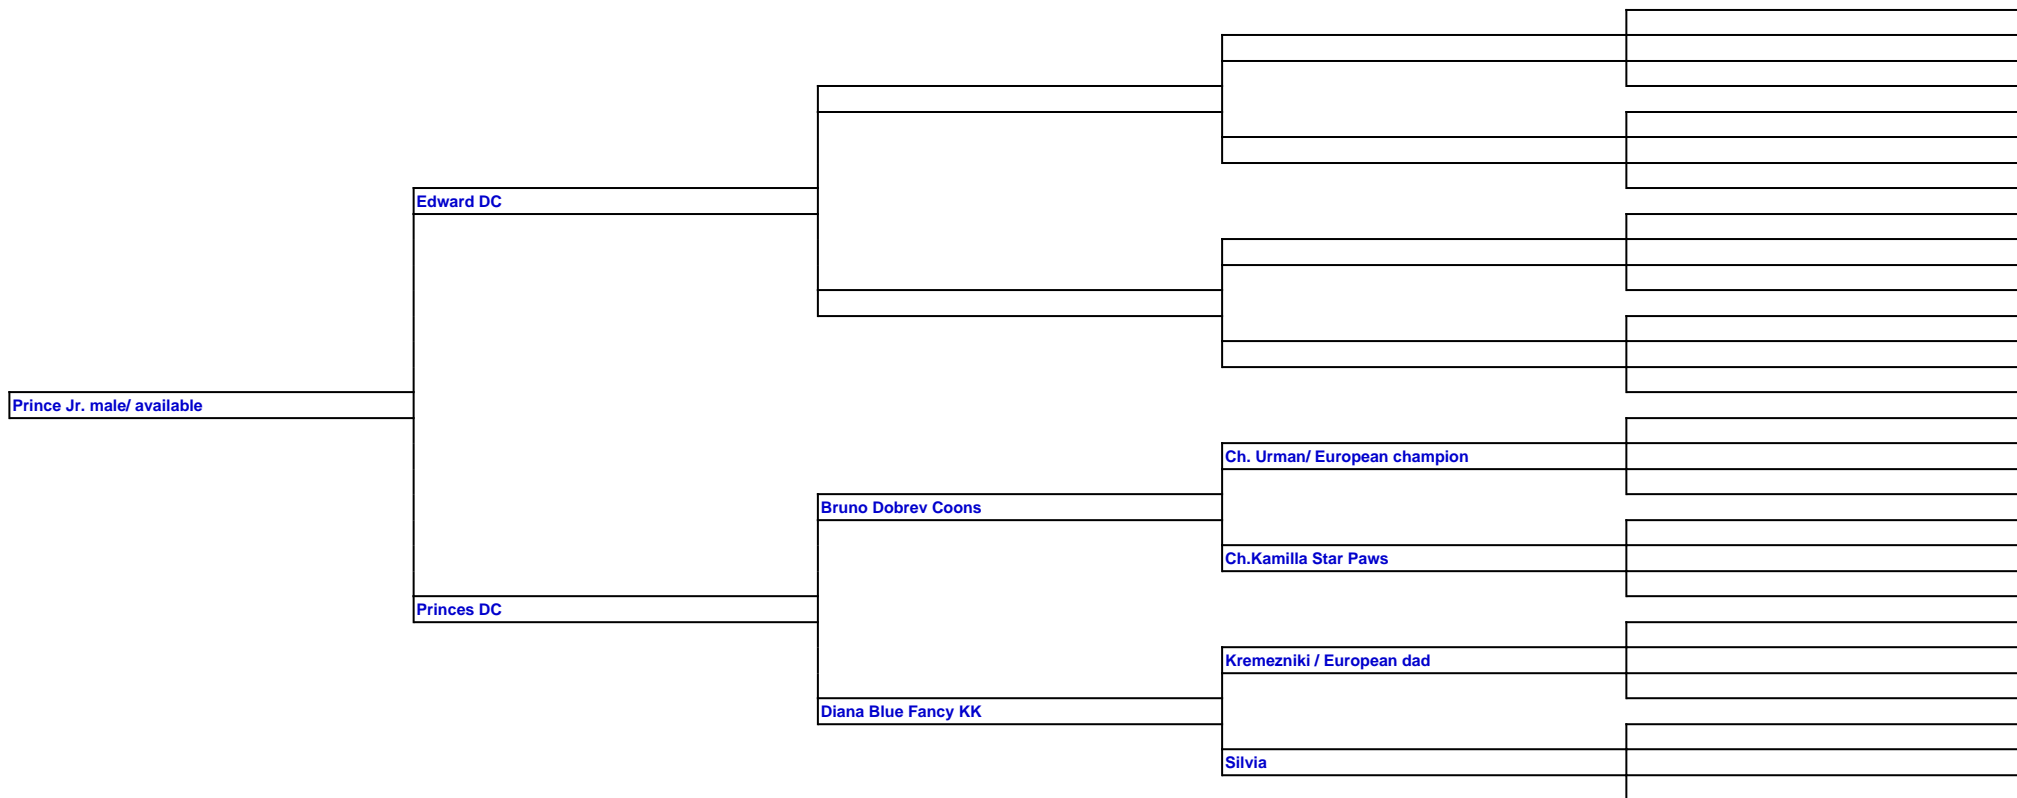 Edward DC
Prince Jr. male/ available
Ch. Urman/ European champion
Bruno Dobrev Coons
Ch.Kamilla Star Paws
Princes DC
Kremezniki / European dad
Diana Blue Fancy KK
Silvia